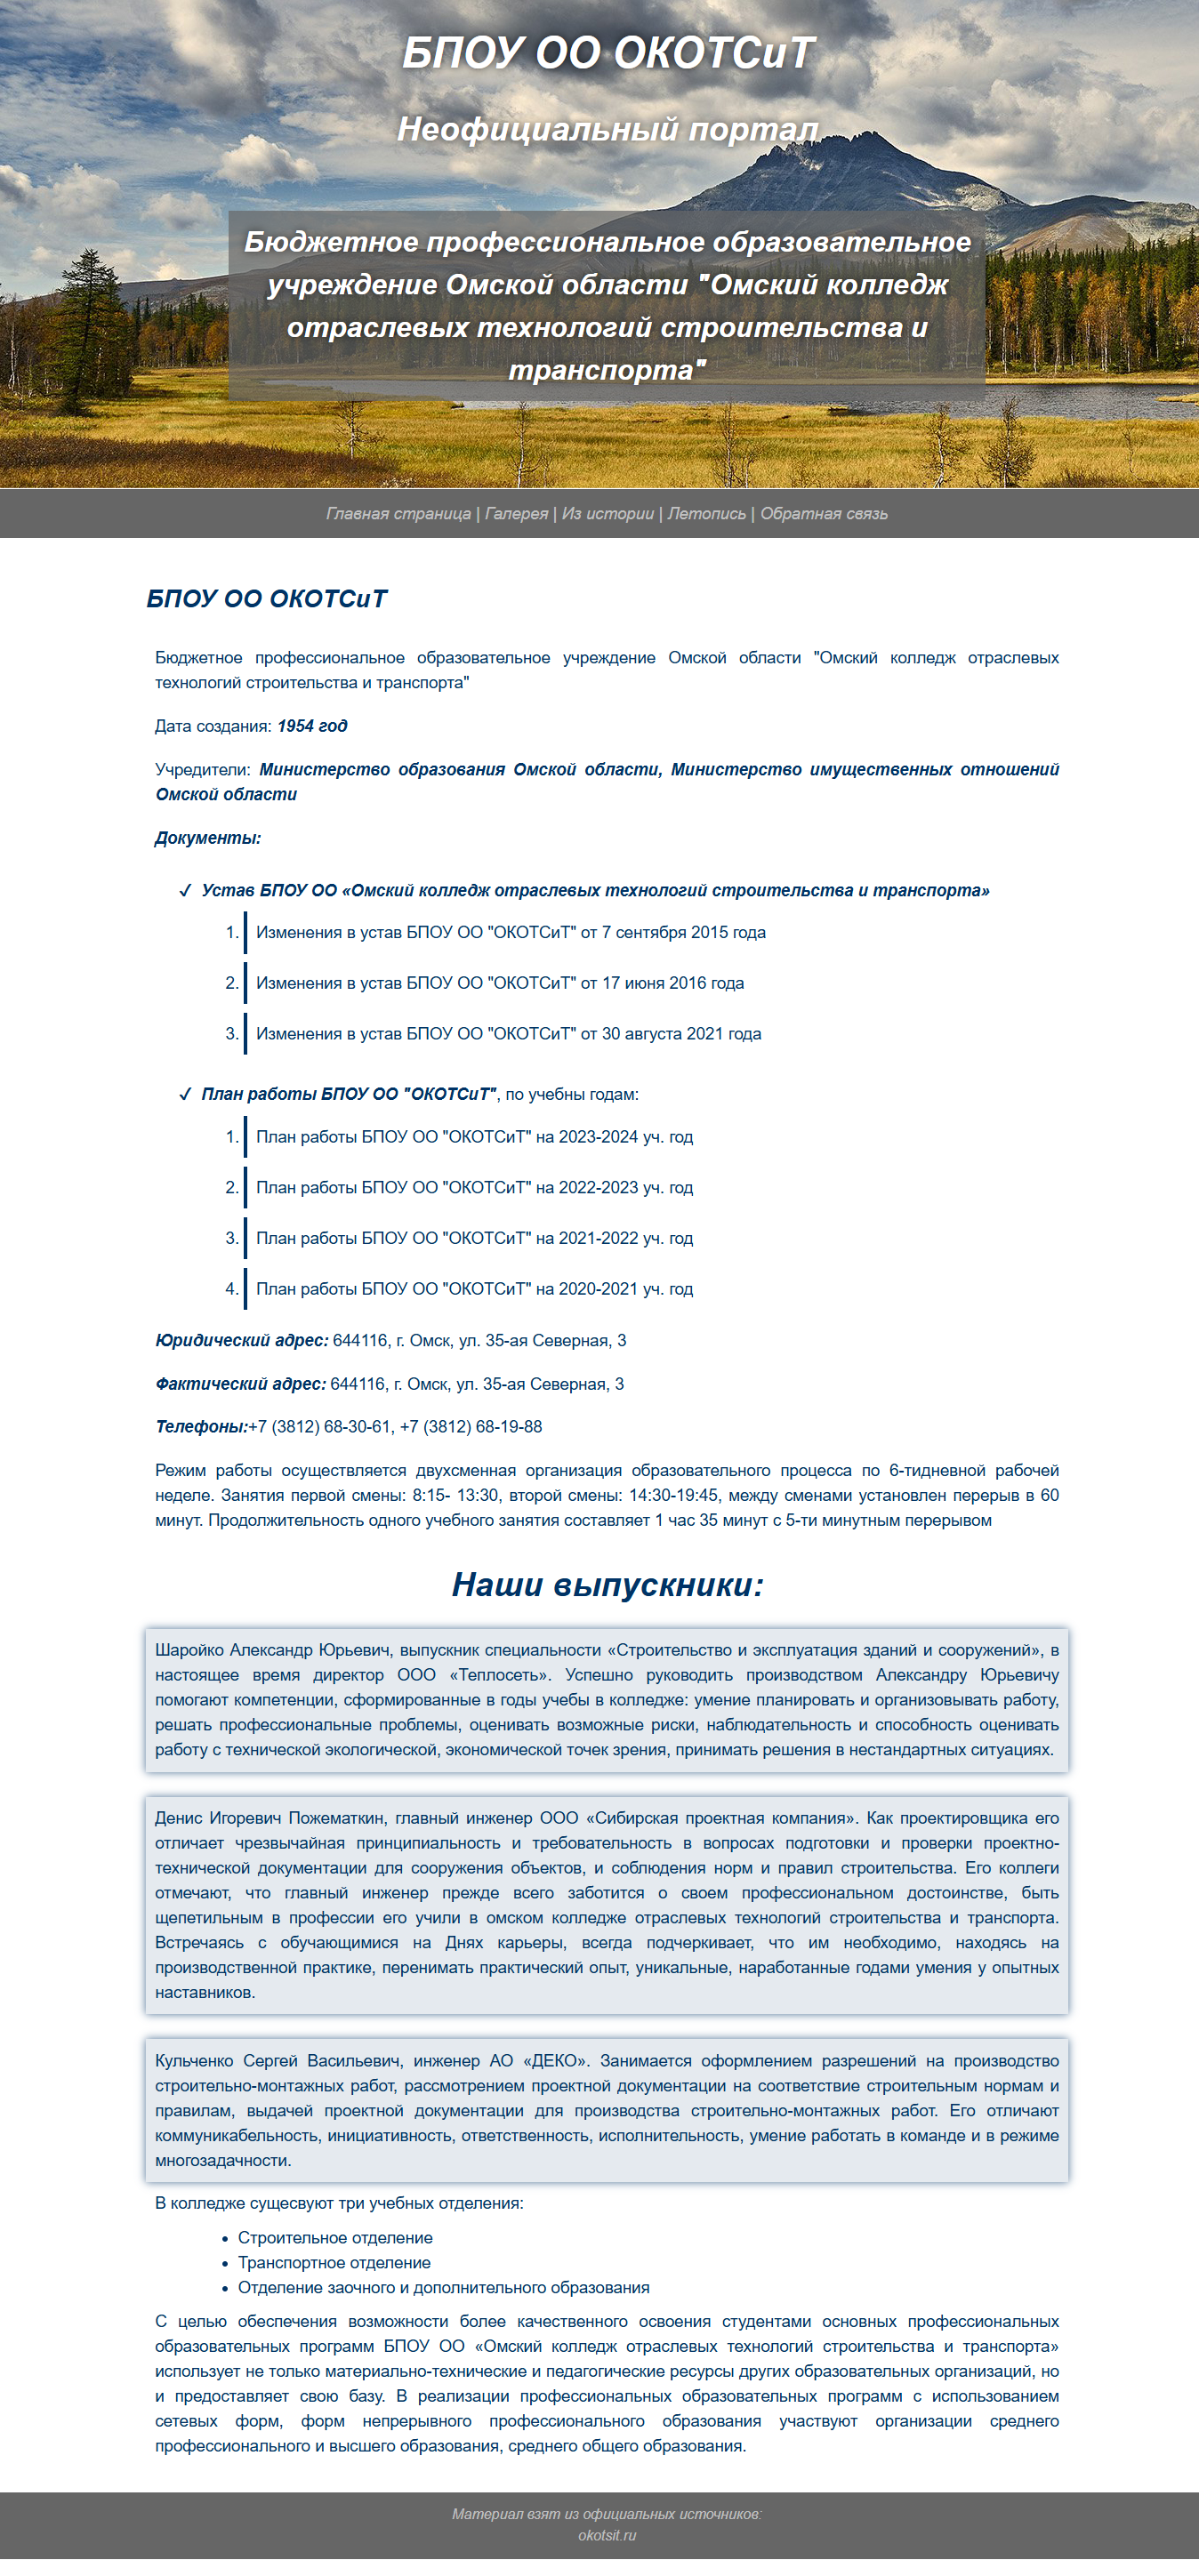 БПОУ ОО ОКОТСиТ
Неофициальный портал
Бюджетное профессиональное образовательное
учреждение Омской области "Омский колледж
отраслевых технологий строительства и
транспорта"
Главная страница | Галерея | Из истории | Летопись | Обратная связь
БПОУ ОО ОКОТСиТ
Бюджетное профессиональное образовательное учреждение Омской области "Омский колледж отраслевых
технологий строительства и транспорта"
Дата создания: 1954 год
Учредители: Министерство образования Омской области, Министерство имущественных отношений
Омской области
Документы:
✓ Устав БПОУ ОО «Омский колледж отраслевых технологий строительства и транспорта»
1. Изменения в устав БПОУ ОО "ОКОТСиТ" от 7 сентября 2015 года
2. Изменения в устав БПОУ ОО "ОКОТСиТ" от 17 июня 2016 года
3. Изменения в устав БПОУ ОО "ОКОТСиТ" от 30 августа 2021 года
✓ План работы БПОУ ОО "ОКОТСиТ", по учебны годам:
1. План работы БПОУ ОО "ОКОТСиТ" на 2023-2024 уч. год
2. План работы БПОУ ОО "ОКОТСиТ" на 2022-2023 уч. год
3. План работы БПОУ ОО "ОКОТСиТ" на 2021-2022 уч. год
4. План работы БПОУ ОО "ОКОТСиТ" на 2020-2021 уч. год
Юридический адрес: 644116, г. Омск, ул. 35-ая Северная, 3
Фактический адрес: 644116, г. Омск, ул. 35-ая Северная, 3
Телефоны:+7 (3812) 68-30-61, +7 (3812) 68-19-88
Режим работы осуществляется двухсменная организация образовательного процесса по 6-тидневной рабочей
неделе. Занятия первой смены: 8:15- 13:30, второй смены: 14:30-19:45, между сменами установлен перерыв в 60
минут. Продолжительность одного учебного занятия составляет 1 час 35 минут с 5-ти минутным перерывом
Наши выпускники:
Шаройко Александр Юрьевич, выпускник специальности «Строительство и эксплуатация зданий и сооружений», в
настоящее время директор ООО «Теплосеть». Успешно руководить производством Александру Юрьевичу
помогают компетенции, сформированные в годы учебы в колледже: умение планировать и организовывать работу,
решать профессиональные проблемы, оценивать возможные риски, наблюдательность и способность оценивать
работу с технической экологической, экономической точек зрения, принимать решения в нестандартных ситуациях.
Денис Игоревич Пожематкин, главный инженер ООО «Сибирская проектная компания». Как проектировщика его
отличает чрезвычайная принципиальность и требовательность в вопросах подготовки и проверки проектно-
технической документации для сооружения объектов, и соблюдения норм и правил строительства. Его коллеги
отмечают, что главный инженер прежде всего заботится о своем профессиональном достоинстве, быть
щепетильным в профессии его учили в омском колледже отраслевых технологий строительства и транспорта.
Встречаясь с обучающимися на Днях карьеры, всегда подчеркивает, что им необходимо, находясь на
производственной практике, перенимать практический опыт, уникальные, наработанные годами умения у опытных
наставников.
Кульченко Сергей Васильевич, инженер АО «ДЕКО». Занимается оформлением разрешений на производство
строительно-монтажных работ, рассмотрением проектной документации на соответствие строительным нормам и
правилам, выдачей проектной документации для производства строительно-монтажных работ. Его отличают
коммуникабельность, инициативность, ответственность, исполнительность, умение работать в команде и в режиме
многозадачности.
В колледже сущесвуют три учебных отделения:
• Строительное отделение
• Транспортное отделение
• Отделение заочного и дополнительного образования
С целью обеспечения возможности более качественного освоения студентами основных профессиональных
образовательных программ БПОУ ОО «Омский колледж отраслевых технологий строительства и транспорта»
использует не только материально-технические и педагогические ресурсы других образовательных организаций, но
и предоставляет свою базу. В реализации профессиональных образовательных программ с использованием
сетевых форм, форм непрерывного профессионального образования участвуют организации среднего
профессионального и высшего образования, среднего общего образования.
Материал взят из официальных источников:
okotsit.ru